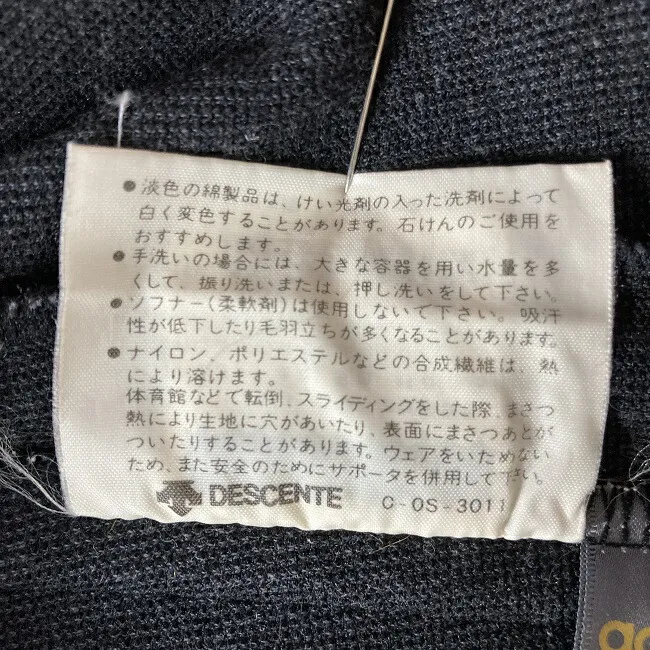 ● 淡色の綿製品は、けい光剤の入った洗剤によって
白く変色することがあります。石けんのご使用を
おすすめします。
● 手洗いの場合には、大きな容器を用い水量を多
くして、振り洗いまたは、押し洗いをして下さい。
● ソフナー(柔軟剤)は使用しないで下さい。吸汗
性が低下したり毛羽立ちが多くなることがあります。
● ナイロン、ポリエステルなどの合成繊維は、熱
により溶けます。
体育館などで転倒、スライディングをした際、まさつ
熱により生地に穴があいたり、表面にまさつあとが
ついたりすることがあります。ウェアをいためない
ため、また安全のためにサポータを併用して下さい。
DESCENTE C-OS-3011